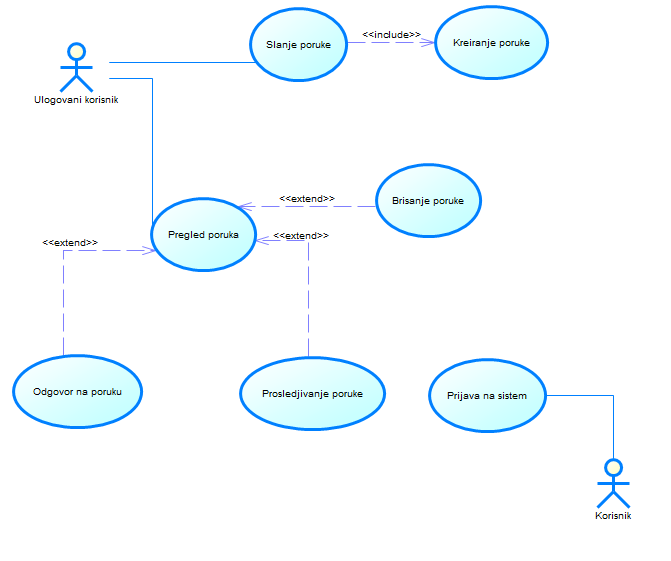 Slanje poruke
<<include>>
Kreiranje poruke
Ulogovani korisnik
<<extend>>
Brisanje poruke
Pregled poruka
<<extend>>
<<extend>>
Odgovor na poruku
Prosledjivanje poruke
Prijava na sistem
Korisnik